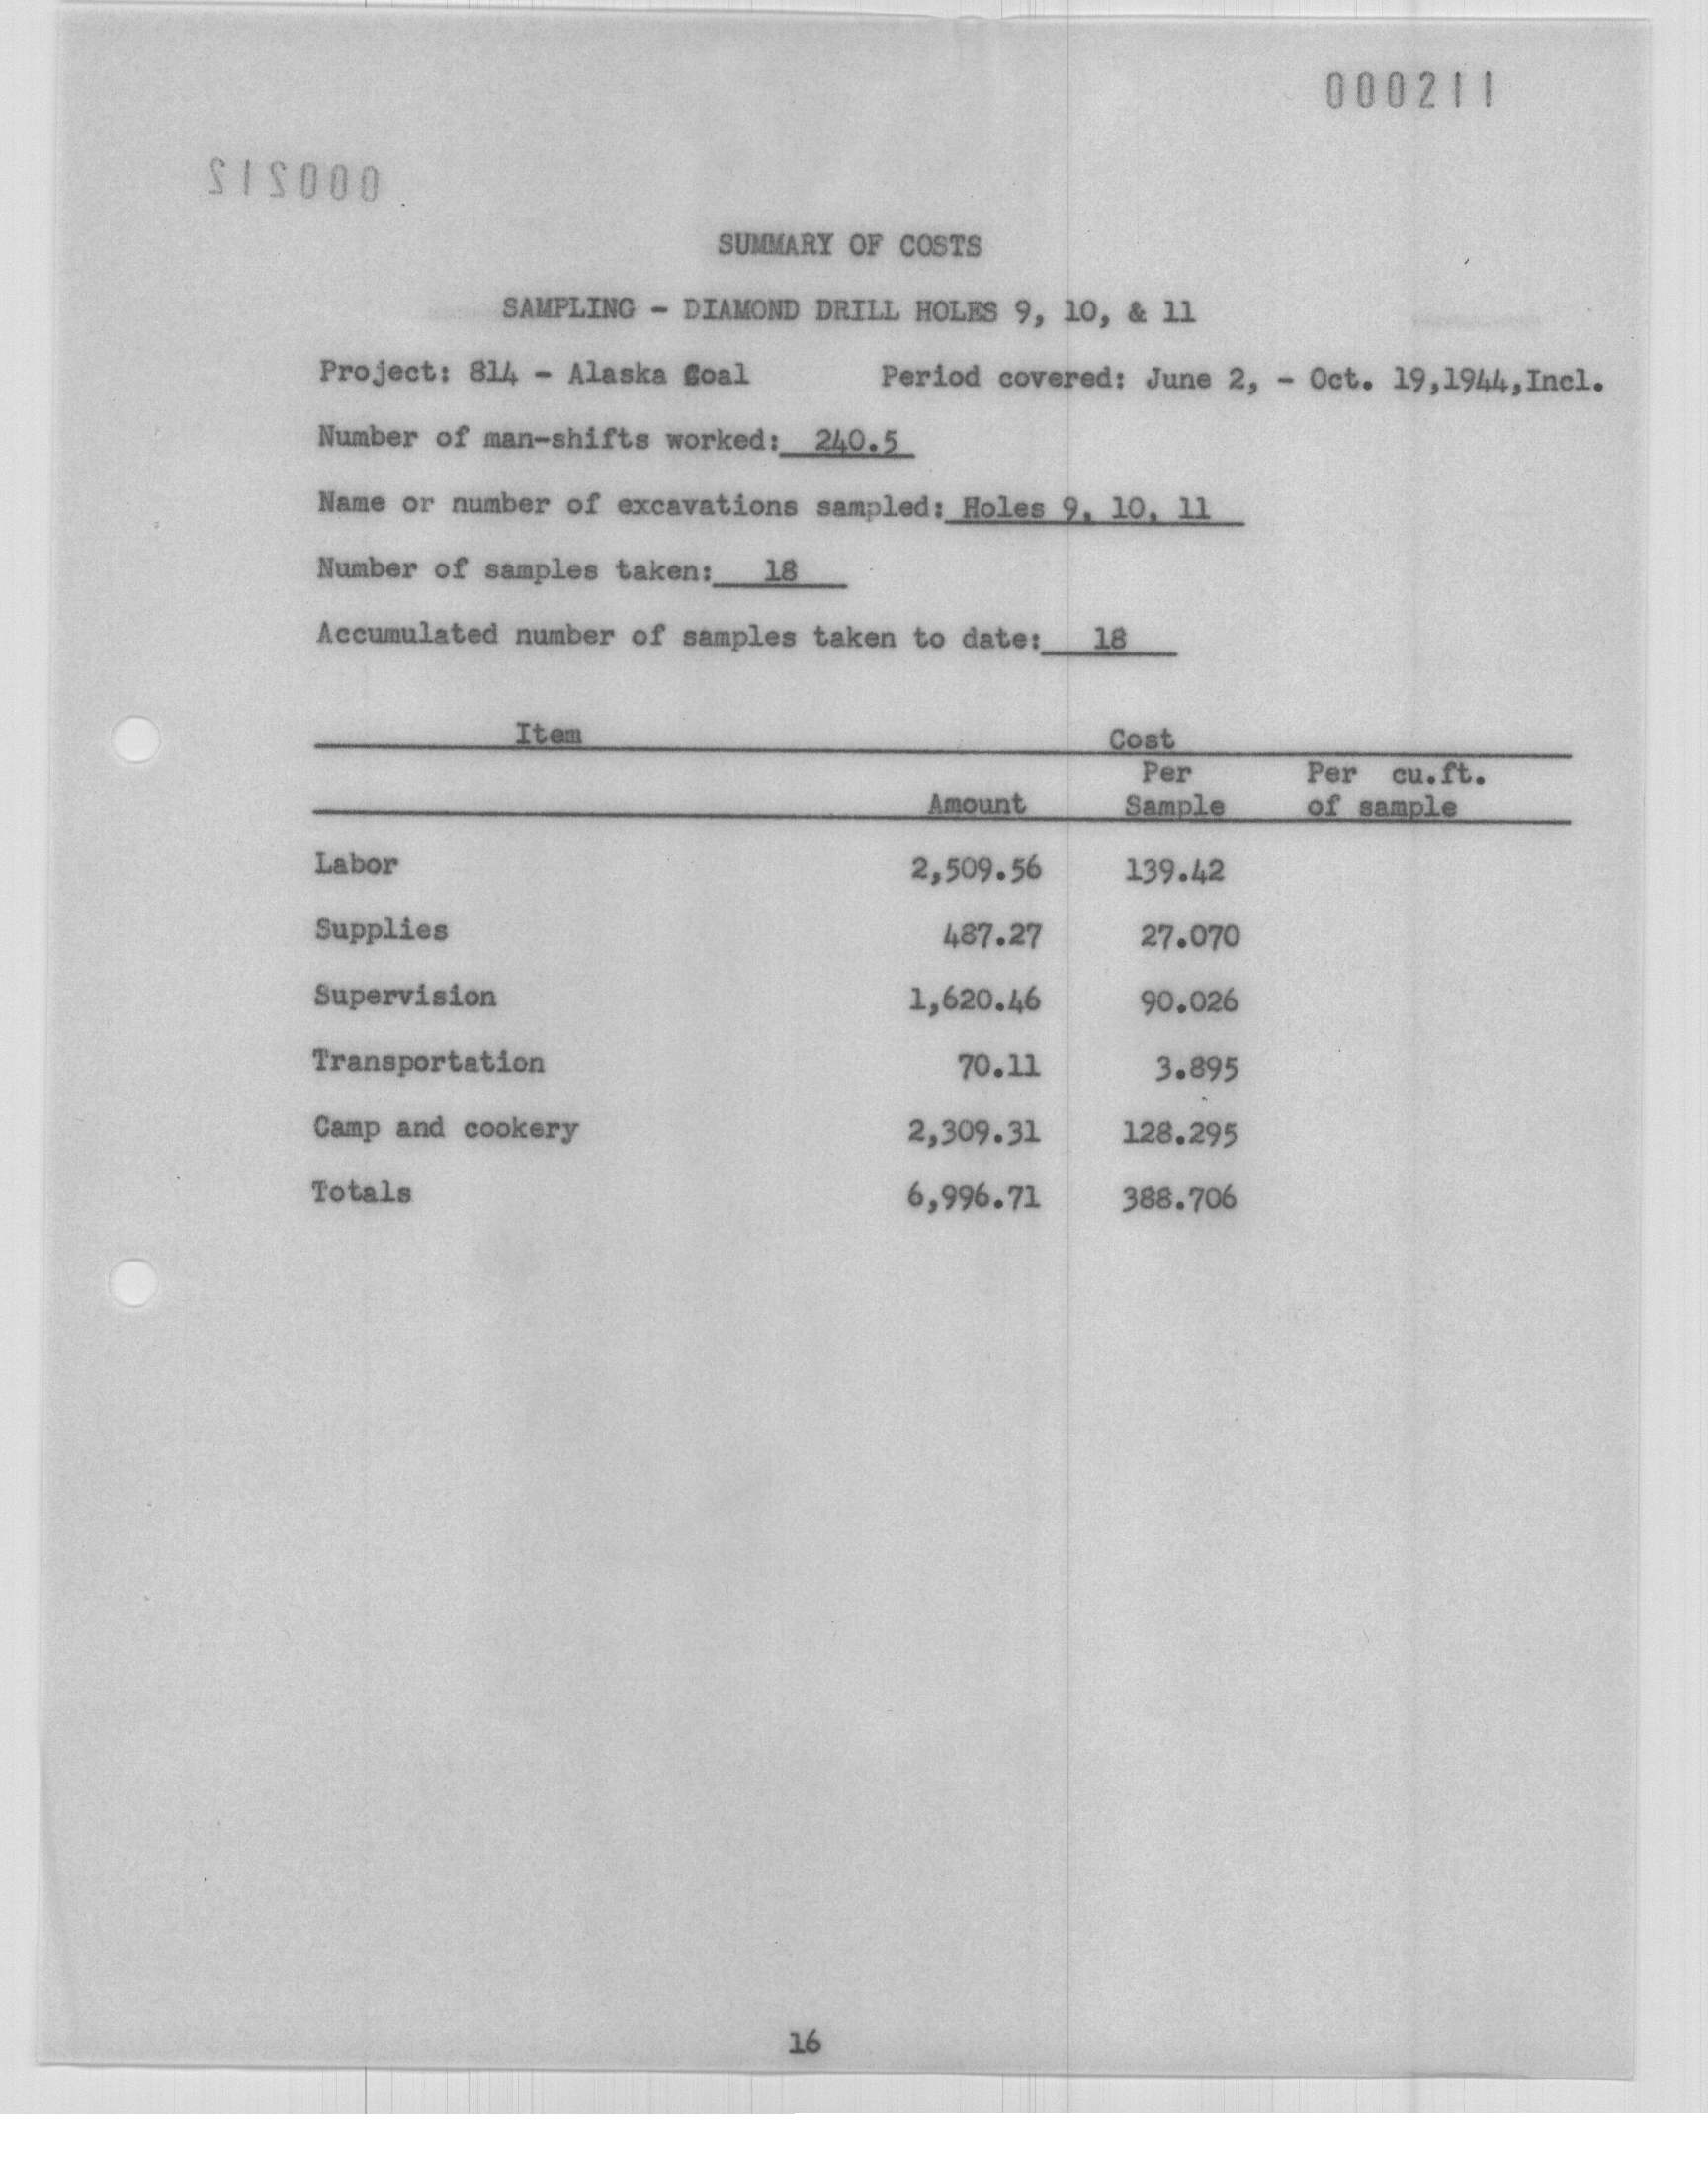 000211
000212
SUMMARY OF COSTS
SAMPLING - DIAMOND DRILL HOLES 9, 10, & 11
Project: 814 - Alaska Coal Period covered: June 2, - Oct. 19,1944,Incl.
Number of man-shifts worked: 240.5
Name or number of excavations sampled: Holes 9, 10, 11
Number of samples taken: 18
Accumulated number of samples taken to date: 18
Item Cost
Per Per cu.ft.
Amount Sample of sample
Labor 2,509.56 139.42
Supplies 487.27 27.070
Supervision 1,620.46 90.026
Transportation 70.11 3.895
Camp and cookery 2,309.31 128.295
Totals 6,996.71 388.706
16